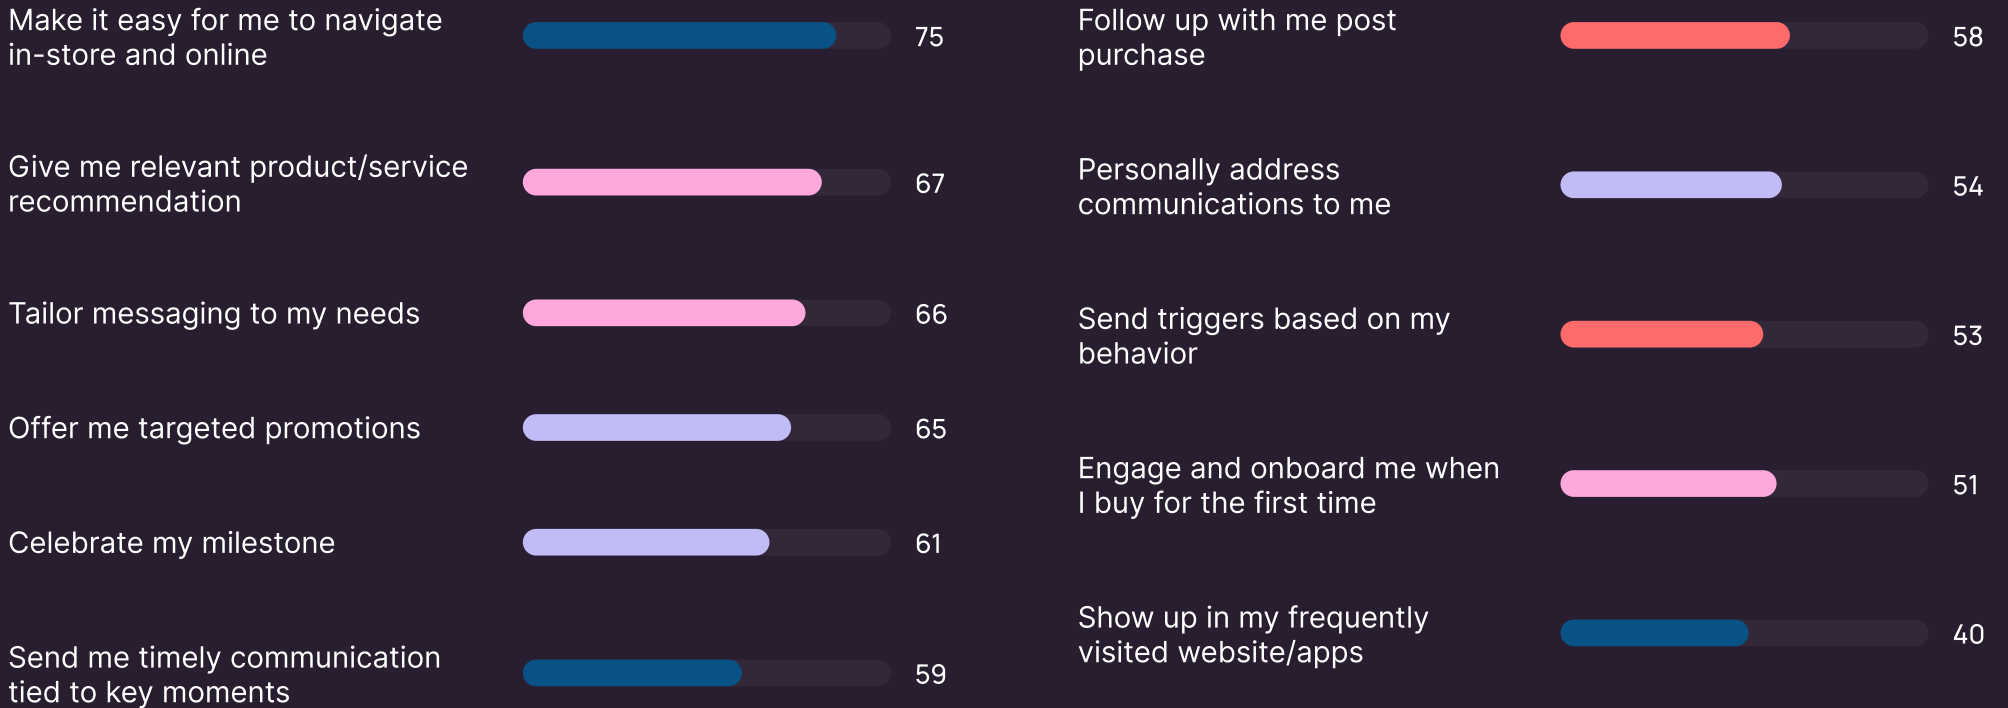 Make it easy for me to navigate
in-store and online
75
Give me relevant product/service
recommendation
67
Tailor messaging to my needs
66
Offer me targeted promotions
65
Celebrate my milestone
61
Send me timely communication
tied to key moments
59
Follow up with me post
purchase
58
Personally address
communications to me
54
Send triggers based on my
behavior
53
Engage and onboard me when
I buy for the first time
51
Show up in my frequently
visited website/apps
40